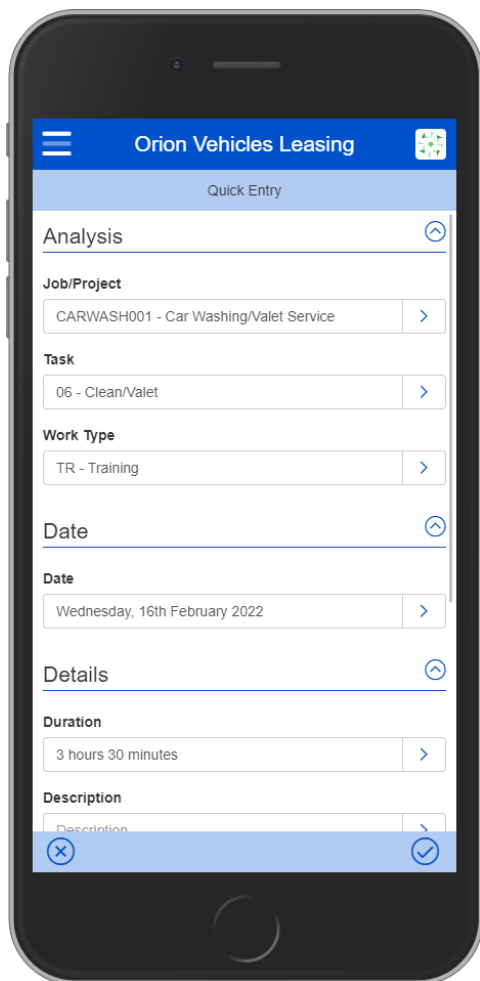 Orion Vehicles Leasing
Quick Entry
Analysis
Job/Project
CARWASH001 - Car Washing/Valet Service
Task
06 - Clean/Valet
Work Type
TR - Training
Date
Date
Wednesday, 16th February 2022
Details
Duration
3 hours 30 minutes
Description
Description